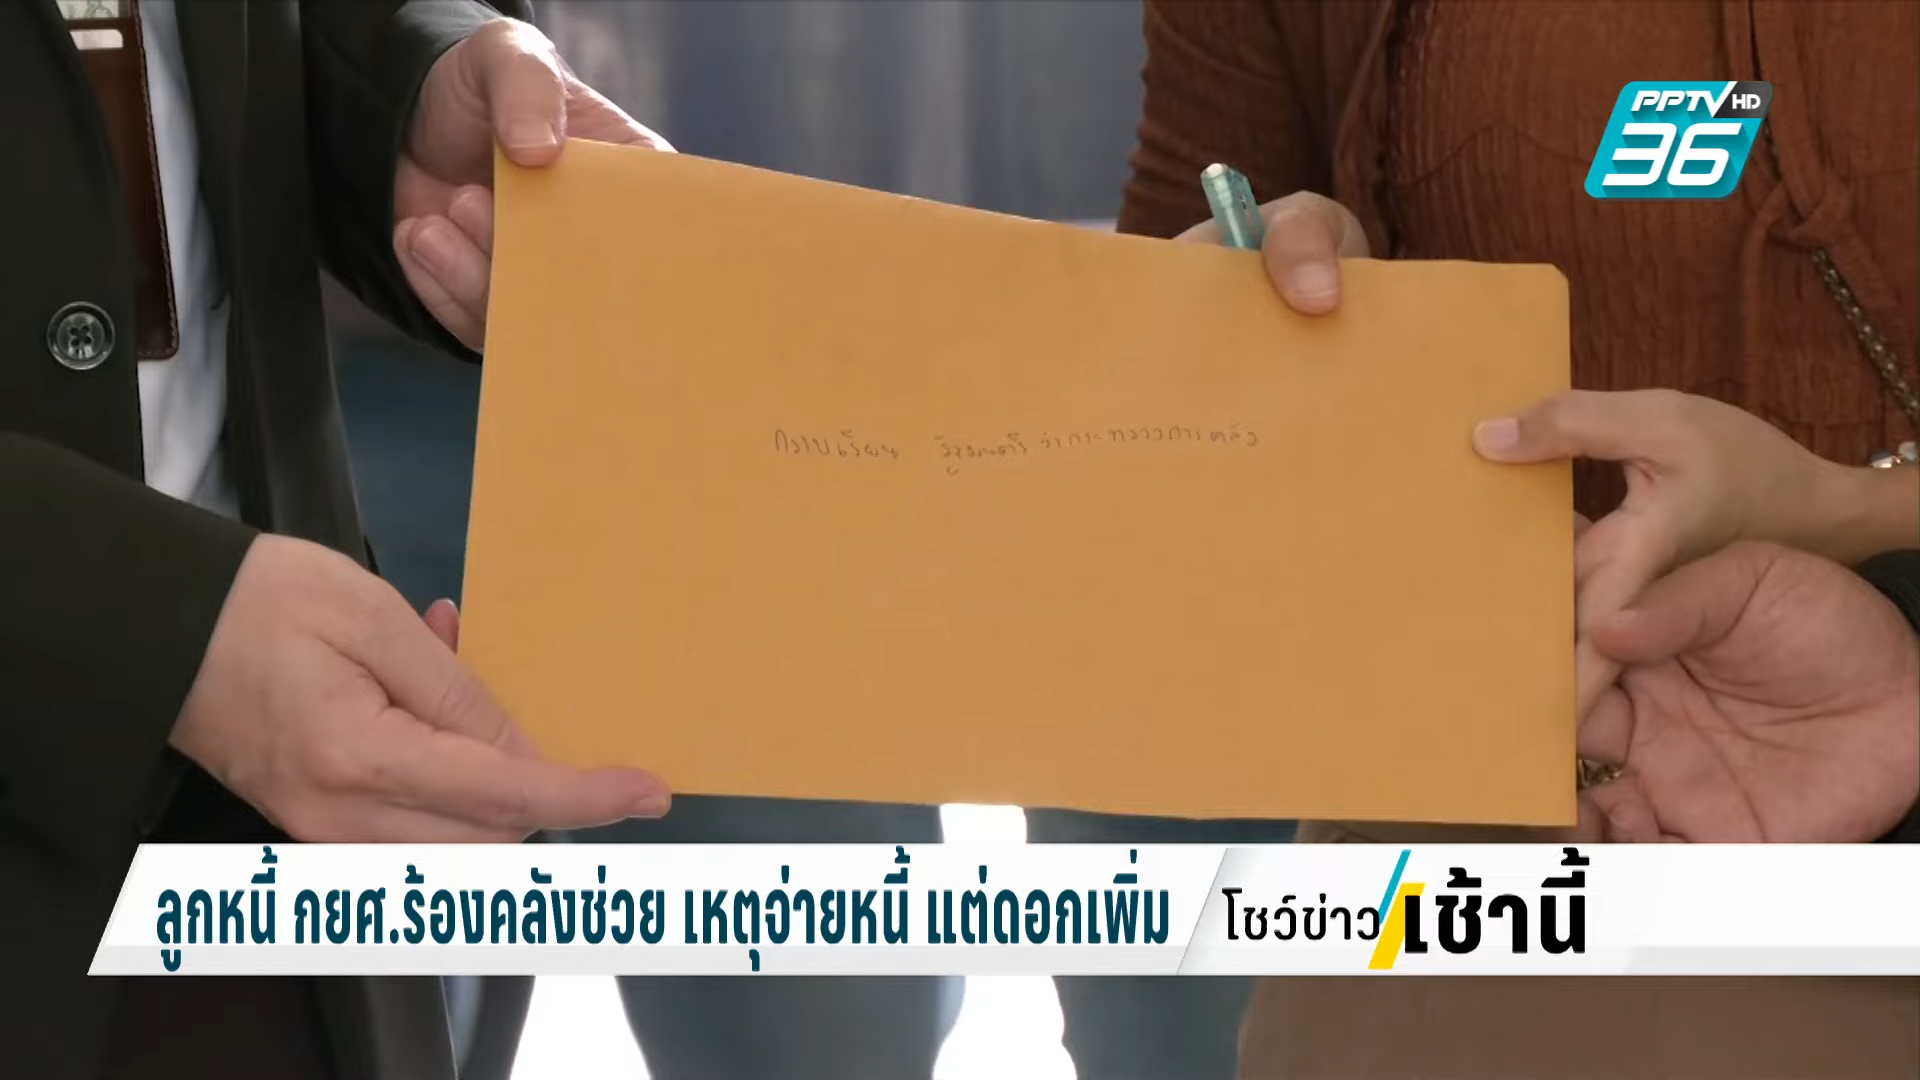 PPTV HD
36
กราบเรียน รัฐมนตรี ว่าการะทรวงการคลัง
ลูกหนี้ กยศ.ร้องคลังช่วย เหตุจ่ายหนี้ แต่ดอกเพิ่ม
โชว์ข่าว เช้านี้